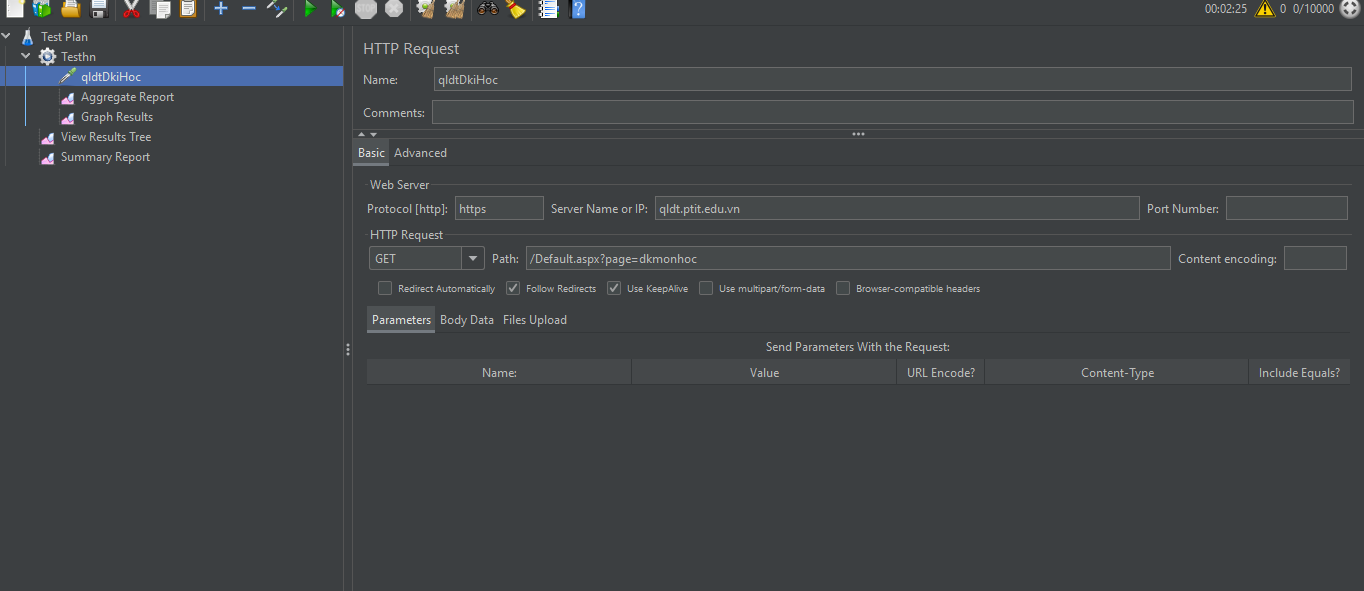 00:02:25 0 0/10000
STOP
Test Plan
Testhn
qldtDkiHoc
Aggregate Report
Graph Results
View Results Tree
Summary Report
HTTP Request
Name: qldtDkiHoc
Comments:
Basic Advanced
Web Server
Protocol [http]: https Server Name or IP: qldt.ptit.edu.vn Port Number:
HTTP Request
GET Path: /Default.aspx?page=dkmonhoc Content encoding:
Redirect Automatically Follow Redirects Use KeepAlive Use multipart/form-data Browser-compatible headers
Parameters Body Data Files Upload
Send Parameters With the Request:
Name: Value URL Encode? Content-Type Include Equals?